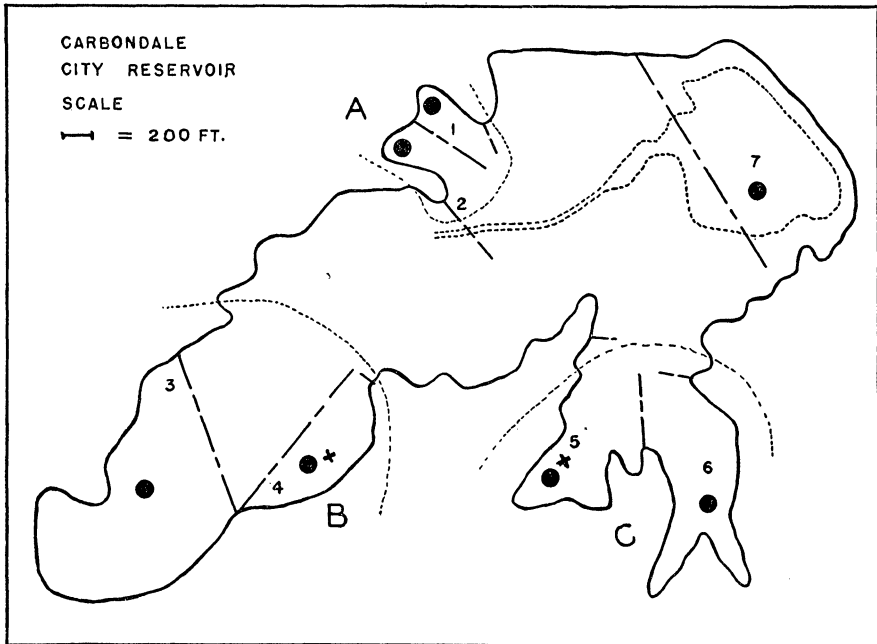 CARBONDALE
CITY RESERVOIR
SCALE
= 200 FT.
A
1
2
7
3
4
B
5
6
C